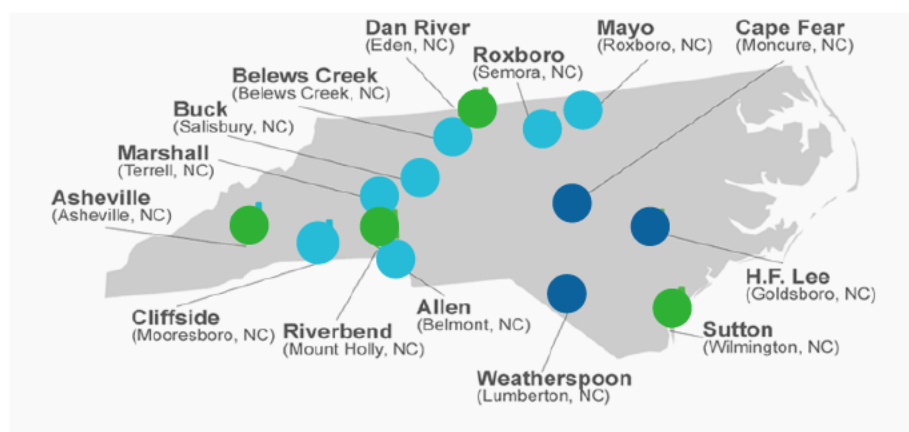 Dan River
(Eden, NC)
Mayo
(Roxboro, NC)
Cape Fear
(Moncure, NC)
Roxboro
(Semora, NC)
Belews Creek
(Belews Creek, NC)
Buck
(Salisbury, NC)
Marshall
(Terrell, NC)
Asheville
(Asheville, NC)
H.F. Lee
(Goldsboro, NC)
Allen
(Belmont, NC)
Cliffside
(Mooresboro, NC)
Riverbend
(Mount Holly, NC)
Sutton
(Wilmington, NC)
Weatherspoon
(Lumberton, NC)